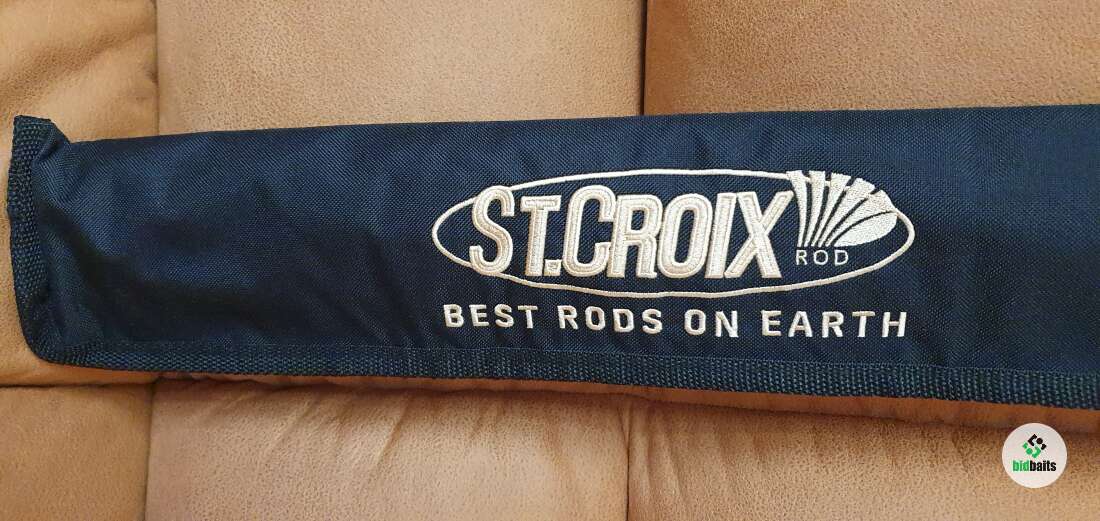 ST.CROIX
ROD
BEST RODS ON EARTH
bidbaits